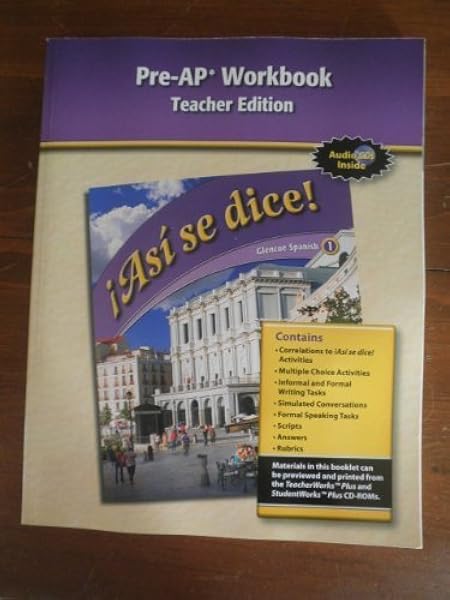 Pre-AP* Workbook
Teacher Edition
Audio CDs
Inside
¡Así se dice!
Glencoe Spanish 1
Contains
• Correlations to ¡Así se dice!
Activities
• Multiple Choice Activities
• Informal and Formal
Writing Tasks
• Simulated Conversations
• Formal Speaking Tasks
• Scripts
• Answers
• Rubrics
Materials in this booklet can
be previewed and printed from
the TeacherWorks™ Plus and
StudentWorks™ Plus CD-ROMs.